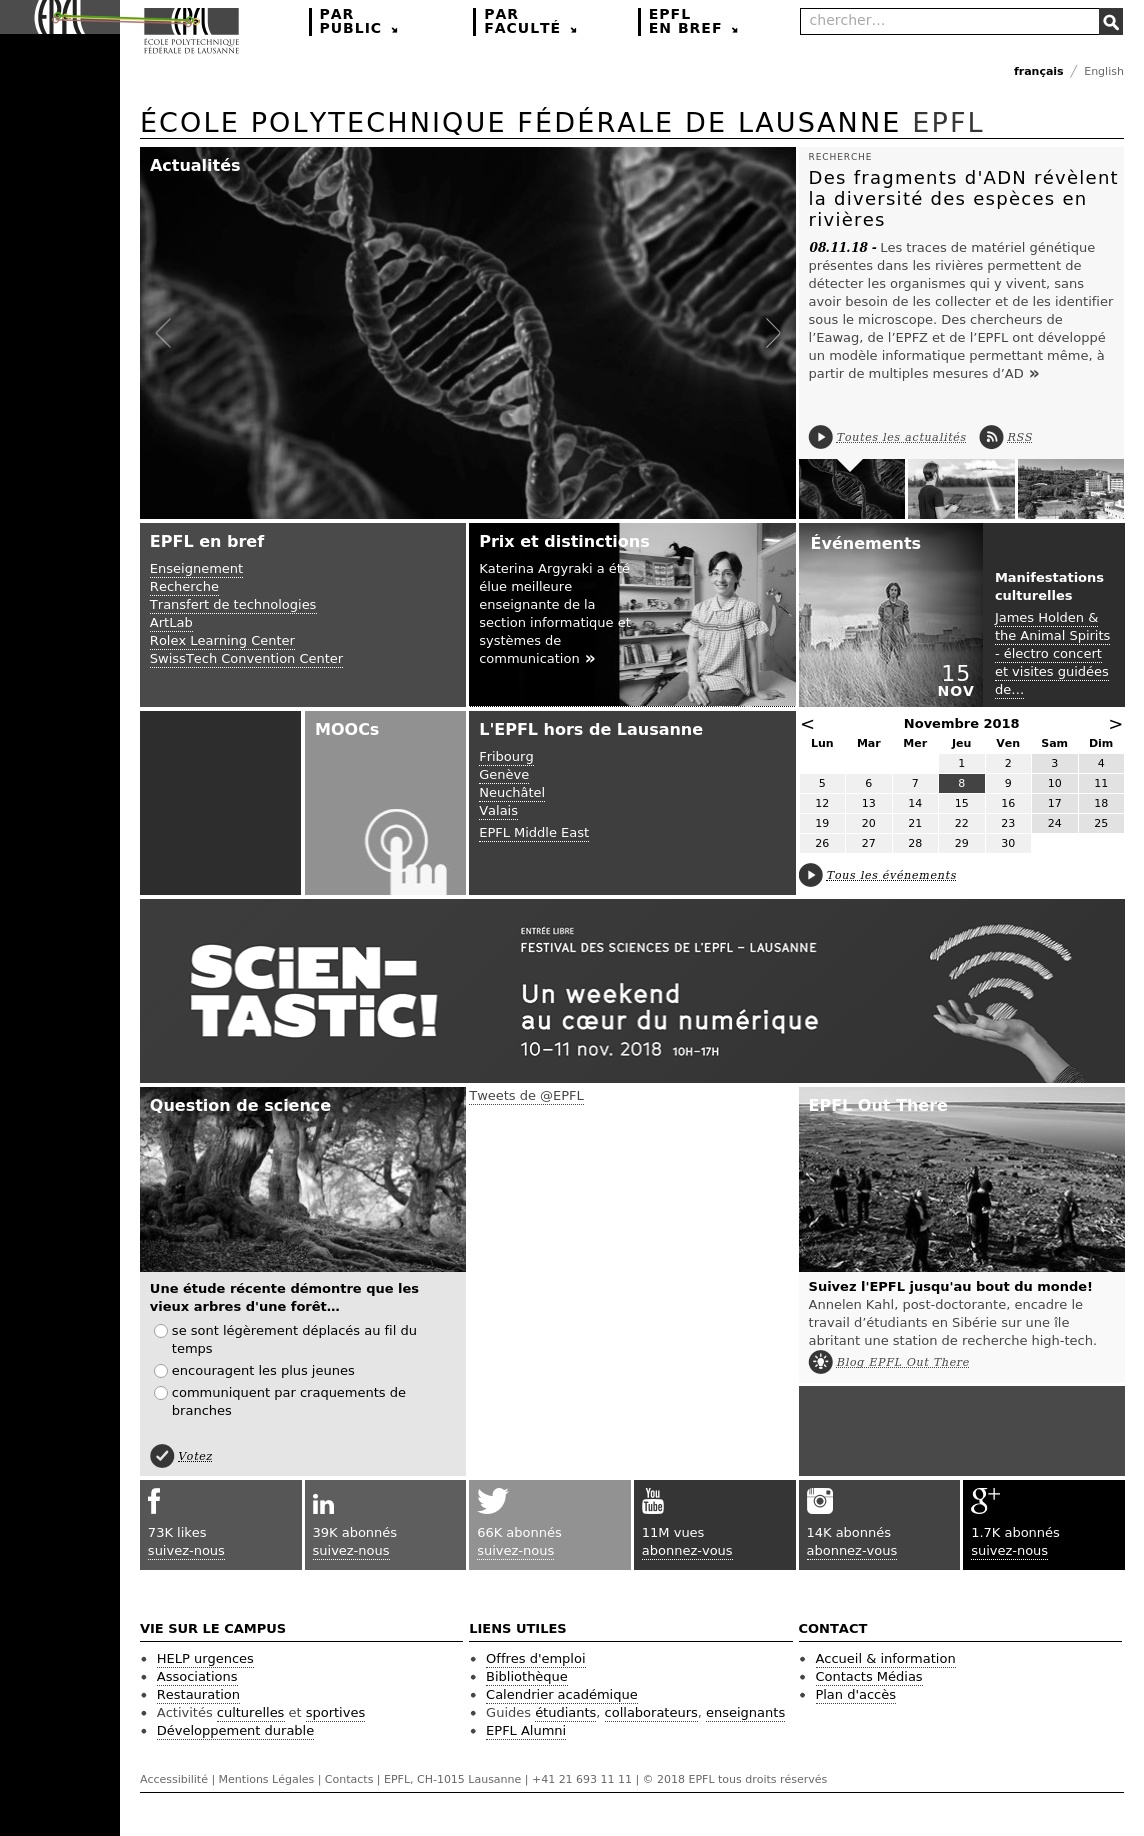 EPFL
ÉCOLE POLYTECHNIQUE
FÉDÉRALE DE LAUSANNE
PAR
PUBLIC
PAR
FACULTÉ
EPFL
EN BREF
chercher...
français / English
ÉCOLE POLYTECHNIQUE FÉDÉRALE DE LAUSANNE EPFL
Actualités
RECHERCHE
Des fragments d'ADN révèlent
la diversité des espèces en
rivières
08.11.18 - Les traces de matériel génétique
présentes dans les rivières permettent de
détecter les organismes qui y vivent, sans
avoir besoin de les collecter et de les identifier
sous le microscope. Des chercheurs de
l’Eawag, de l’EPFZ et de l’EPFL ont développé
un modèle informatique permettant même, à
partir de multiples mesures d’AD »
Toutes les actualités RSS
EPFL en bref
Enseignement
Recherche
Transfert de technologies
ArtLab
Rolex Learning Center
SwissTech Convention Center
Prix et distinctions
Katerina Argyraki a été
élue meilleure
enseignante de la
section informatique et
systèmes de
communication »
Événements
15
NOV
Manifestations
culturelles
James Holden &
the Animal Spirits
- électro concert
et visites guidées
de...
MOOCs
L'EPFL hors de Lausanne
Fribourg
Genève
Neuchâtel
Valais
EPFL Middle East
< Novembre 2018 >
Lun Mar Mer Jeu Ven Sam Dim
1 2 3 4
5 6 7 8 9 10 11
12 13 14 15 16 17 18
19 20 21 22 23 24 25
26 27 28 29 30
Tous les événements
SCiEN-
TASTiC!
ENTRÉE LIBRE
FESTIVAL DES SCIENCES DE L'EPFL – LAUSANNE
Un weekend
au cœur du numérique
10–11 nov. 2018 10H–17H
Question de science
Une étude récente démontre que les
vieux arbres d'une forêt...
se sont légèrement déplacés au fil du
temps
encouragent les plus jeunes
communiquent par craquements de
branches
Votez
Tweets de @EPFL
EPFL Out There
Suivez l'EPFL jusqu'au bout du monde!
Annelen Kahl, post-doctorante, encadre le
travail d’étudiants en Sibérie sur une île
abritant une station de recherche high-tech.
Blog EPFL Out There
f
73K likes
suivez-nous
in
39K abonnés
suivez-nous
66K abonnés
suivez-nous
You
Tube
11M vues
abonnez-vous
14K abonnés
abonnez-vous
g+
1.7K abonnés
suivez-nous
VIE SUR LE CAMPUS
HELP urgences
Associations
Restauration
Activités culturelles et sportives
Développement durable
LIENS UTILES
Offres d'emploi
Bibliothèque
Calendrier académique
Guides étudiants, collaborateurs, enseignants
EPFL Alumni
CONTACT
Accueil & information
Contacts Médias
Plan d'accès
Accessibilité | Mentions Légales | Contacts | EPFL, CH-1015 Lausanne | +41 21 693 11 11 | © 2018 EPFL tous droits réservés